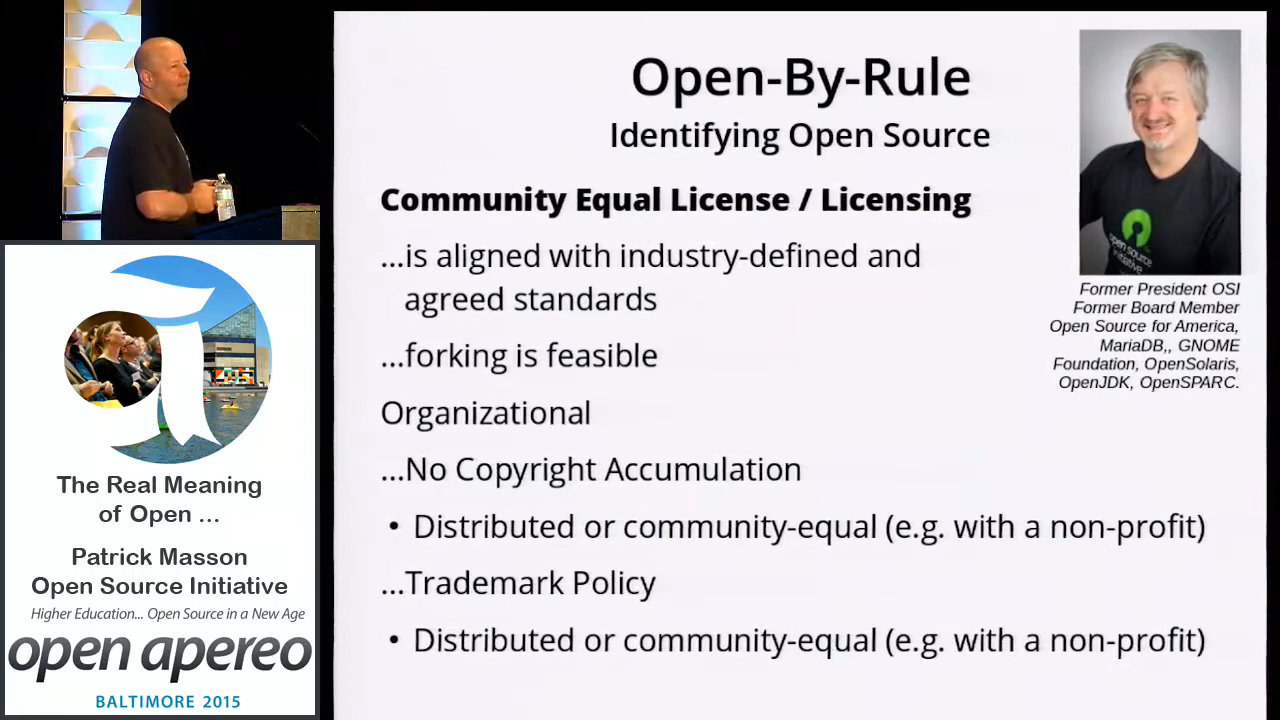 Open-By-Rule
Identifying Open Source
Community Equal License / Licensing
...is aligned with industry-defined and
agreed standards
...forking is feasible
Organizational
...No Copyright Accumulation
• Distributed or community-equal (e.g. with a non-profit)
...Trademark Policy
• Distributed or community-equal (e.g. with a non-profit)
open source
initiative
Former President OSI
Former Board Member
Open Source for America,
MariaDB,, GNOME
Foundation, OpenSolaris,
OpenJDK, OpenSPARC.
The Real Meaning
of Open ...
Patrick Masson
Open Source Initiative
Higher Education... Open Source in a New Age
open apereo
BALTIMORE 2015